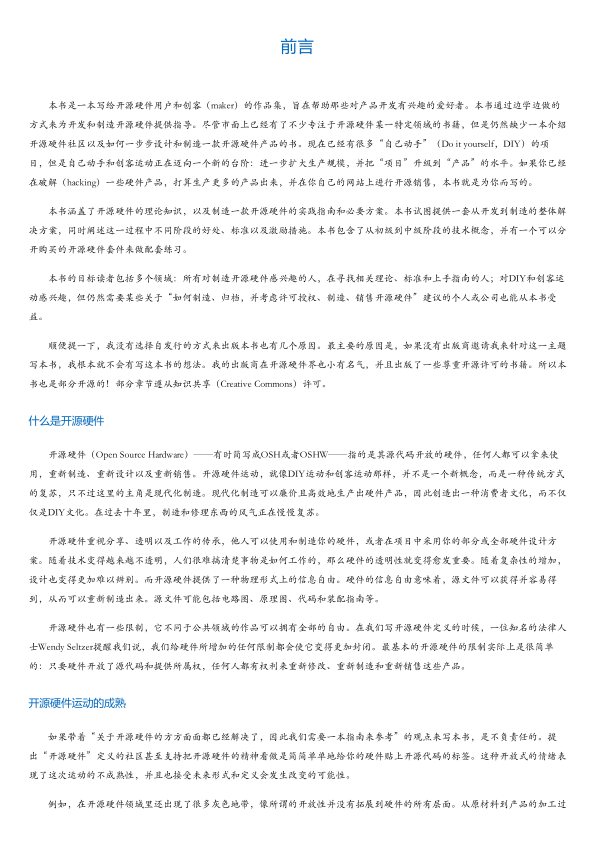 前言
本书是一本写给开源硬件用户和创客（maker）的作品集，旨在帮助那些对产品开发有兴趣的爱好者。本书通过边学边做的
方式来为开发和制造开源硬件提供指导。尽管市面上已经有了不少专注于开源硬件某一特定领域的书籍，但是仍然缺少一本介绍
开源硬件社区以及如何一步步设计和制造一款开源硬件产品的书。现在已经有很多“自己动手”（Do it yourself，DIY）的项
目，但是自己动手和创客运动正在迈向一个新的台阶：进一步扩大生产规模，并把“项目”升级到“产品”的水平。如果你已经
在破解（hacking）一些硬件产品，打算生产更多的产品出来，并在你自己的网站上进行开源销售，本书就是为你而写的。
本书涵盖了开源硬件的理论知识，以及制造一款开源硬件的实践指南和必要方案。本书试图提供一套从开发到制造的整体解
决方案，同时阐述这一过程中不同阶段的好处、标准以及激励措施。本书包含了从初级到中级阶段的技术概念，并有一个可以分
开购买的开源硬件套件来做配套练习。
本书的目标读者包括多个领域：所有对制造开源硬件感兴趣的人，在寻找相关理论、标准和上手指南的人；对DIY和创客运
动感兴趣，但仍然需要某些关于“如何制造、归档，并考虑许可授权、制造、销售开源硬件”建议的个人或公司也能从本书受
益。
顺便提一下，我没有选择自发行的方式来出版本书也有几个原因。最主要的原因是，如果没有出版商邀请我来针对这一主题
写本书，我根本就不会有写这本书的想法。我的出版商在开源硬件界也小有名气，并且出版了一些尊重开源许可的书籍。所以本
书也是部分开源的！部分章节遵从知识共享（Creative Commons）许可。
什么是开源硬件
开源硬件（Open Source Hardware）——有时简写成OSH或者OSHW——指的是其源代码开放的硬件，任何人都可以拿来使
用，重新制造、重新设计以及重新销售。开源硬件运动，就像DIY运动和创客运动那样，并不是一个新概念，而是一种传统方式
的复苏，只不过这里的主角是现代化制造。现代化制造可以廉价且高效地生产出硬件产品，因此创造出一种消费者文化，而不仅
仅是DIY文化。在过去十年里，制造和修理东西的风气正在慢慢复苏。
开源硬件重视分享、透明以及工作的传承，他人可以使用和制造你的硬件，或者在项目中采用你的部分或全部硬件设计方
案。随着技术变得越来越不透明，人们很难搞清楚事物是如何工作的，那么硬件的透明性就变得愈发重要。随着复杂性的增加，
设计也变得更加难以辨别。而开源硬件提供了一种物理形式上的信息自由。硬件的信息自由意味着，源文件可以获得并容易得
到，从而可以重新制造出来。源文件可能包括电路图、原理图、代码和装配指南等。
开源硬件也有一些限制，它不同于公共领域的作品可以拥有全部的自由。在我们写开源硬件定义的时候，一位知名的法律人
士Wendy Seltzer提醒我们说，我们给硬件所增加的任何限制都会使它变得更加封闭。最基本的开源硬件的限制实际上是很简单
的：只要硬件开放了源代码和提供所属权，任何人都有权利来重新修改、重新制造和重新销售这些产品。
开源硬件运动的成熟
如果带着“关于开源硬件的方方面面都已经解决了，因此我们需要一本指南来参考”的观点来写本书，是不负责任的。提
出“开源硬件”定义的社区甚至支持把开源硬件的精神看做是简简单单地给你的硬件贴上开源代码的标签。这种开放式的情绪表
现了这次运动的不成熟性，并且也接受未来形式和定义会发生改变的可能性。
例如，在开源硬件领域里还出现了很多灰色地带，像所谓的开放性并没有拓展到硬件的所有层面。从原材料到产品的加工过